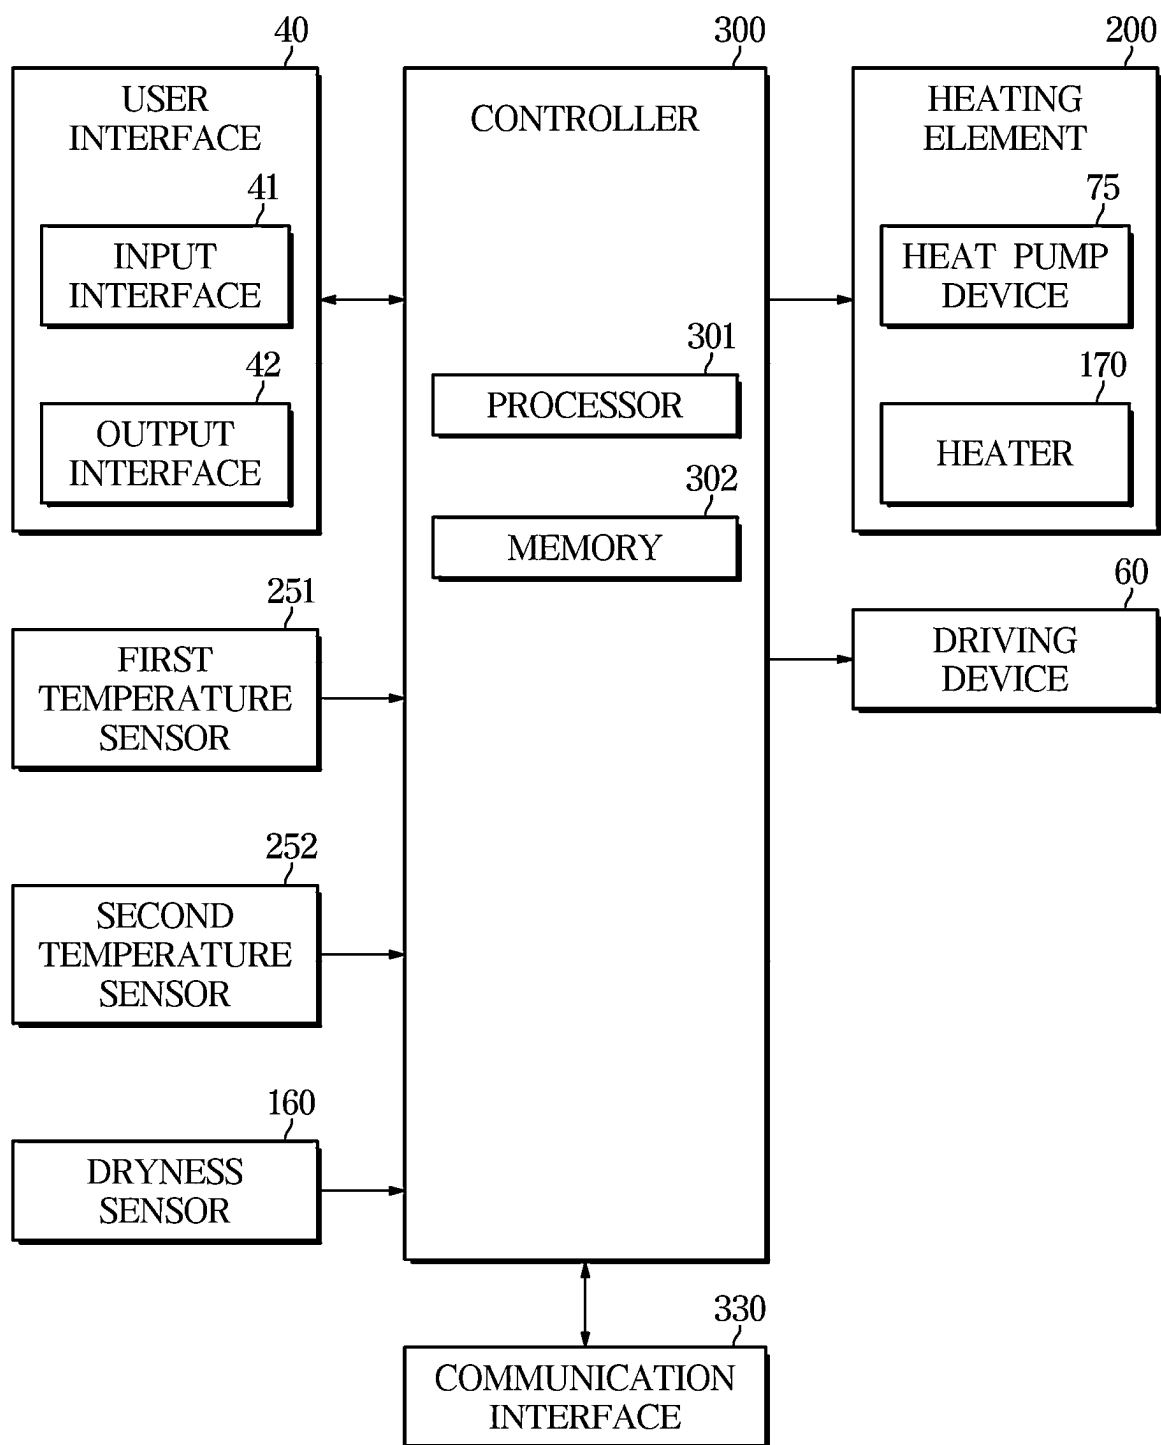 40
USER
INTERFACE
41
INPUT
INTERFACE
42
OUTPUT
INTERFACE
251
FIRST
TEMPERATURE
SENSOR
252
SECOND
TEMPERATURE
SENSOR
160
DRYNESS
SENSOR
300
CONTROLLER
301
PROCESSOR
302
MEMORY
330
COMMUNICATION
INTERFACE
200
HEATING
ELEMENT
75
HEAT PUMP
DEVICE
170
HEATER
60
DRIVING
DEVICE